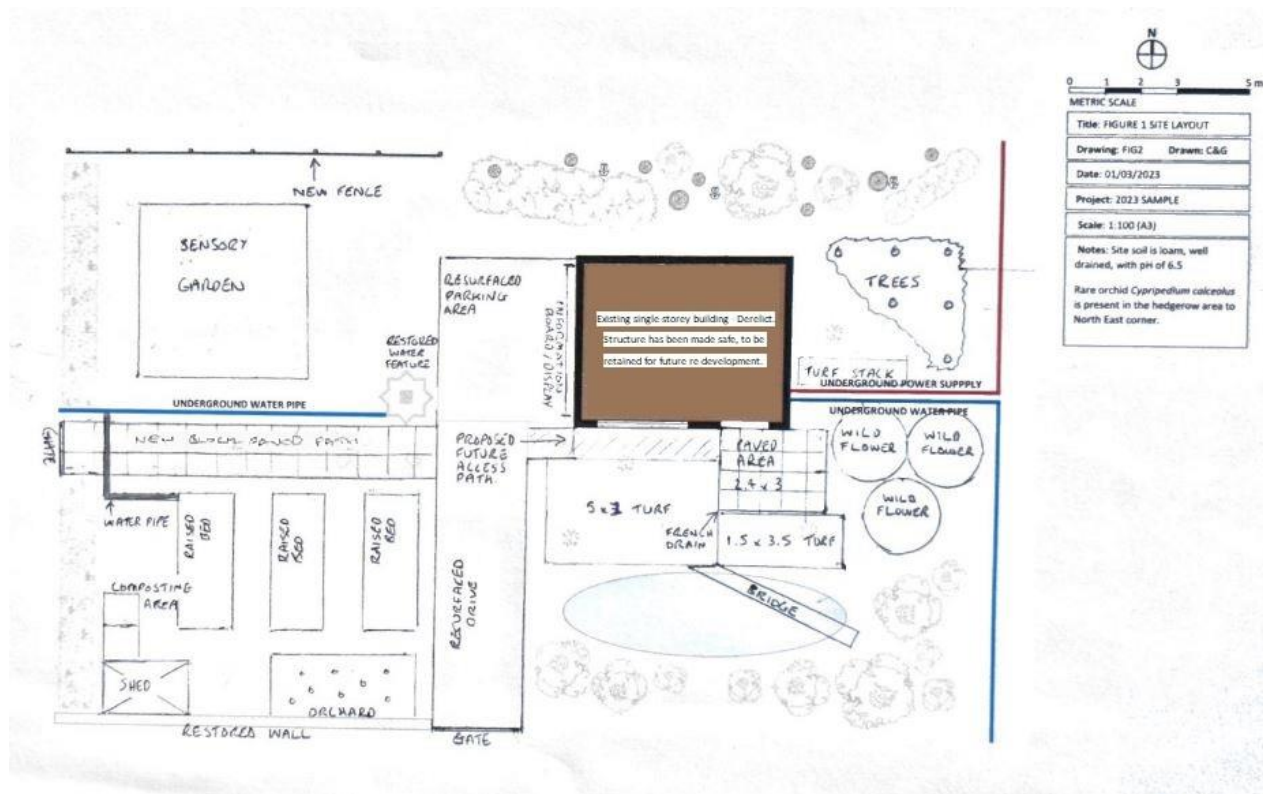 N
0 1 2 3 5 m
METRIC SCALE
Title: FIGURE 1 SITE LAYOUT
Drawing: FIG2 Drawn: C&G
Date: 01/03/2023
Project: 2023 SAMPLE
Scale: 1:100 (A3)
Notes: Site soil is loam, well
drained, with pH of 6.5
Rare orchid Cypripedium calceolus
is present in the hedgerow area to
North East corner.
NEW FENCE
SENSORY
GARDEN
RESURFACED
PARKING
AREA
INFORMATION
BOARD/DISPLAY
Existing single-storey building - Derelict.
Structure has been made safe, to be
retained for future re development.
TREES
RESTORED
WATER
FEATURE
TURF STACK
UNDERGROUND POWER SUPPPLY
UNDERGROUND WATER PIPE
UNDERGROUND WATER PIPE
GATE
NEW BLOCK PAVED PATH
PROPOSED
FUTURE
ACCESS
PATH
PAVED
AREA
2.4 x 3
WILD
FLOWER
WILD
FLOWER
WILD
FLOWER
WATER PIPE
RAISED
BED
RAISED
BED
RAISED
BED
5 x 3 TURF
FRENCH
DRAIN
1.5 x 3.5 TURF
COMPOSTING
AREA
RESURFACED
DRIVE
BRIDGE
SHED
ORCHARD
RESTORED WALL
GATE